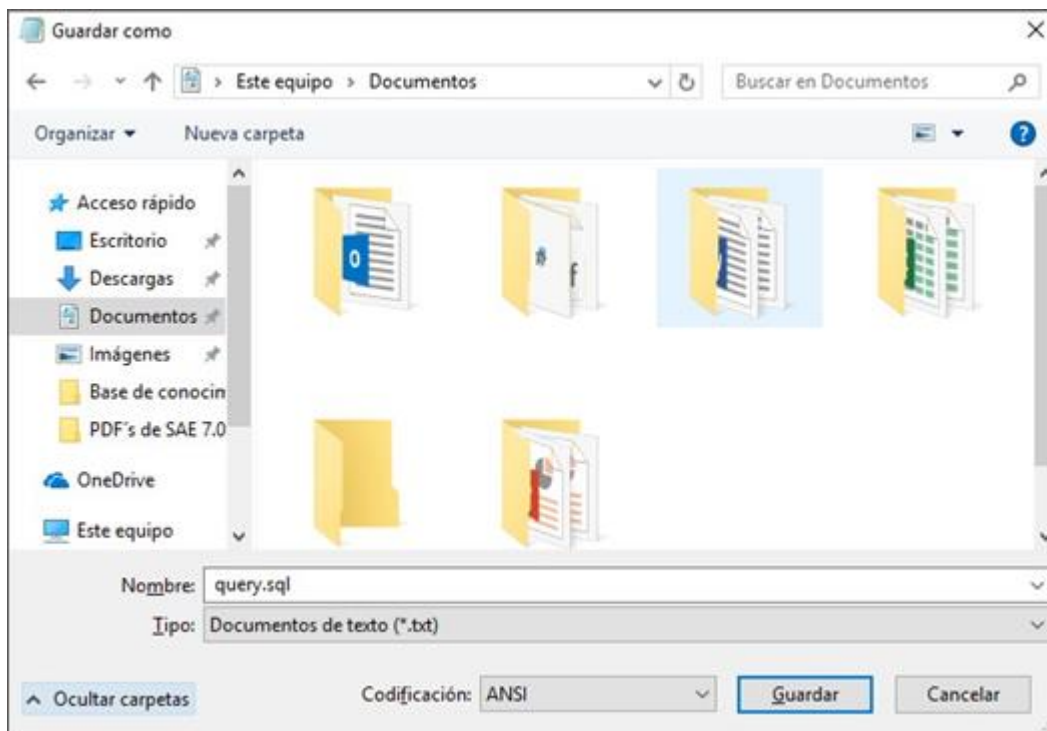 Guardar como
Este equipo > Documentos
Buscar en Documentos
Organizar
Nueva carpeta
Acceso rápido
Escritorio
Descargas
Documentos
Imágenes
Base de conocin
PDF´s de SAE 7.0
OneDrive
Este equipo
Nombre: query.sql
Tipo: Documentos de texto (*.txt)
Ocultar carpetas
Codificación: ANSI
Guardar
Cancelar